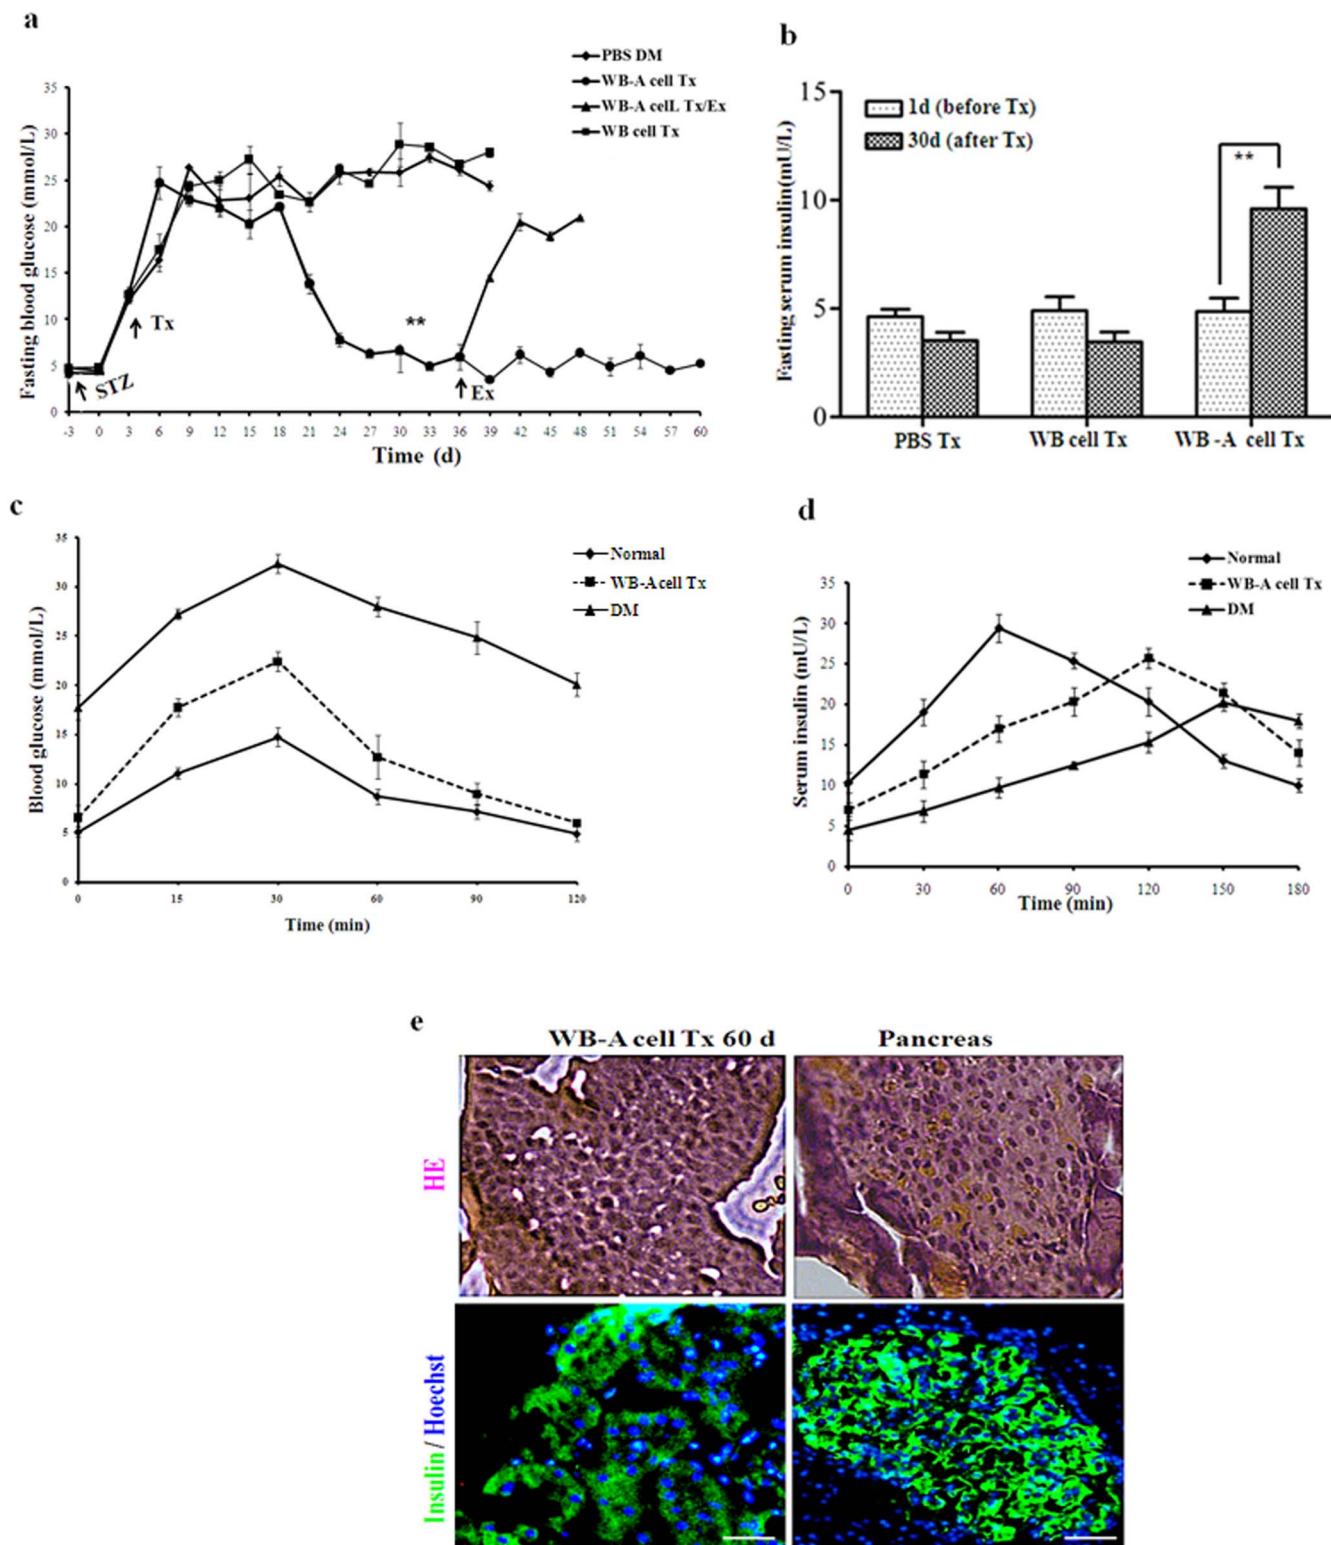 a
PBS DM
WB-A cell Tx
WB-A celL Tx/Ex
WB cell Tx
Fasting blood glucose (mmol/L)
35
30
25
20
15
10
5
0
Tx
STZ
**
Ex
-3 0 3 6 9 12 15 18 21 24 27 30 33 36 39 42 45 48 51 54 57 60
Time (d)
b
1d (before Tx)
30d (after Tx)
Fasting serum insulin(mU/L)
15
10
5
0
**
PBS Tx WB cell Tx WB -A cell Tx
c
Normal
WB-Acell Tx
DM
Blood glucose (mmol/L)
35
30
25
20
15
10
5
0
0 15 30 60 90 120
Time (min)
d
Normal
WB-A cell Tx
DM
Serum insulin (mU/L)
35
30
25
20
15
10
5
0
0 30 60 90 120 150 180
Time (min)
e
WB-A cell Tx 60 d Pancreas
HE
Insulin / Hoechst